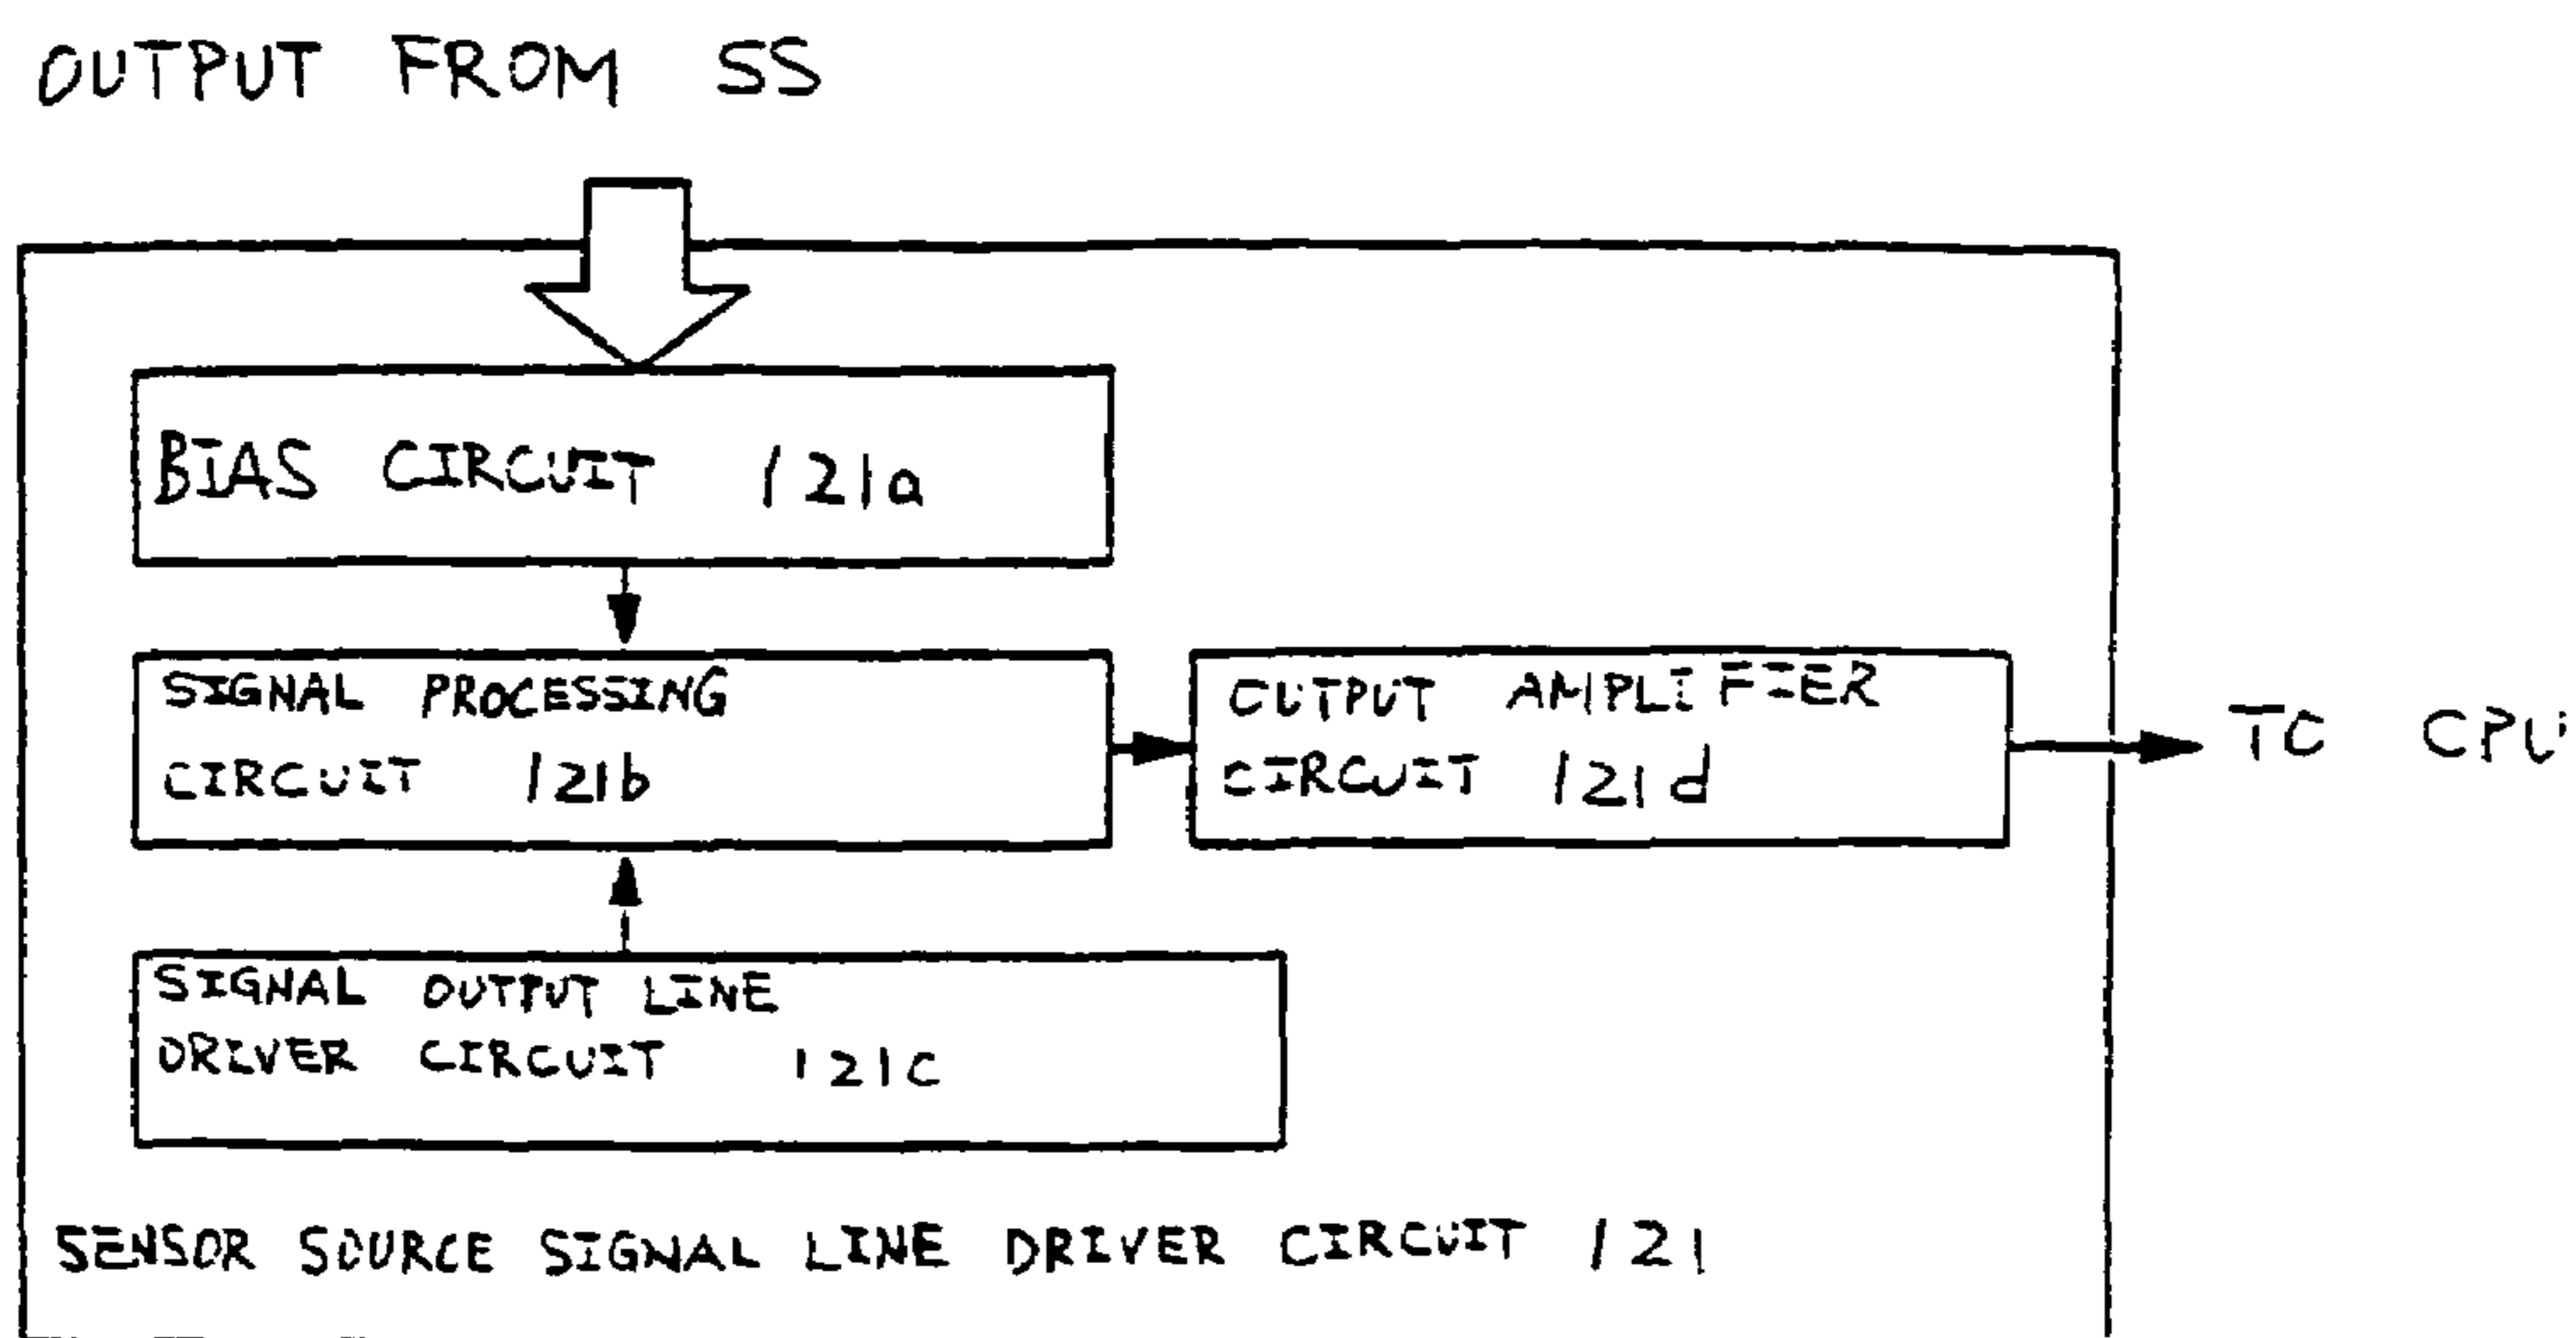 OUTPUT FROM SS
BIAS CIRCUIT 121a
SIGNAL PROCESSING
CIRCUIT 121b
OUTPUT AMPLIFIER
CIRCUIT 121d
TO CPU
SIGNAL OUTPUT LINE
DRIVER CIRCUIT 121c
SENSOR SOURCE SIGNAL LINE DRIVER CIRCUIT 121